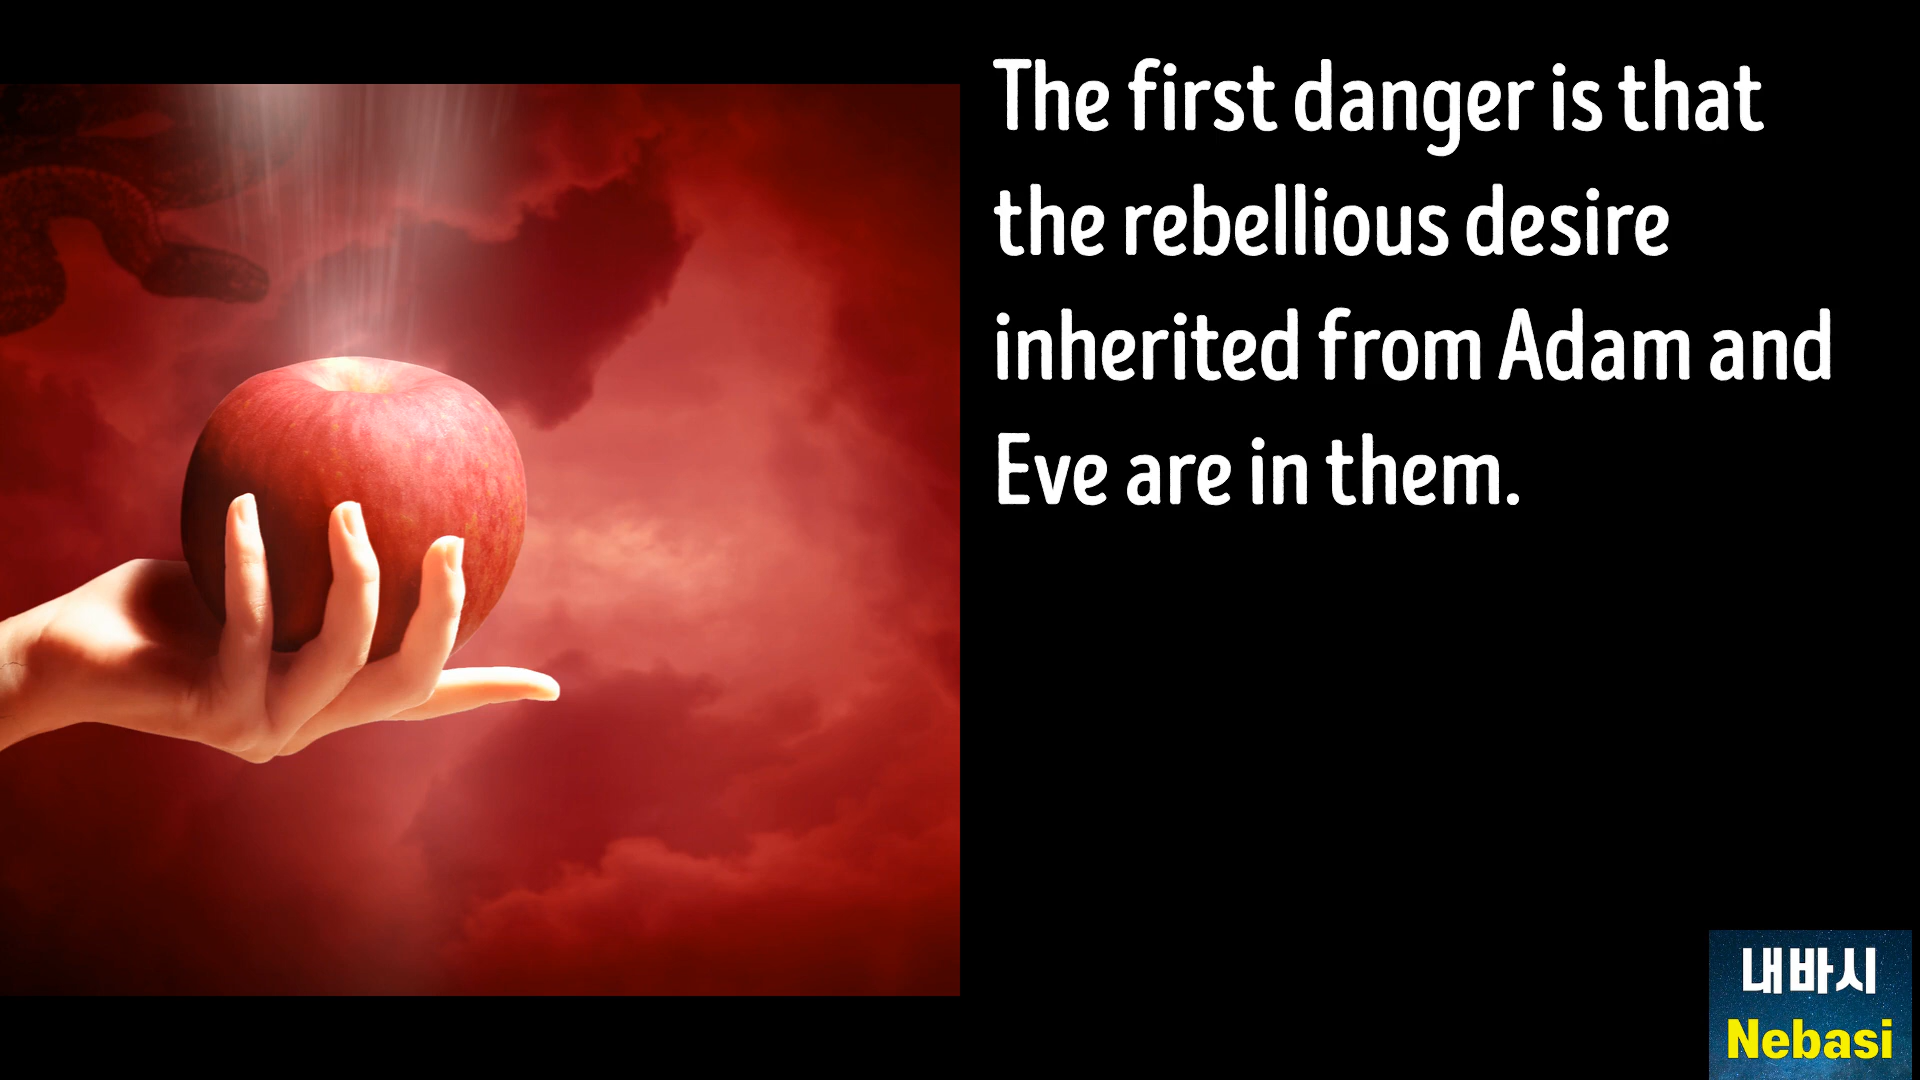 The first danger is that
the rebellious desire
inherited from Adam and
Eve are in them.
내바시
Nebasi